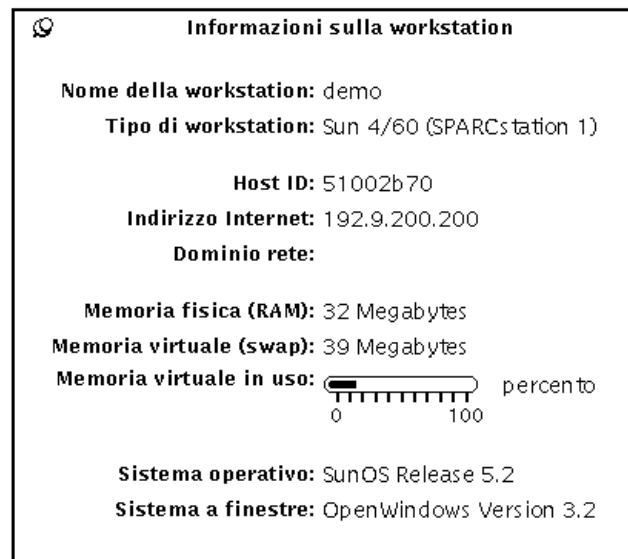 Informazioni sulla workstation
Nome della workstation: demo
Tipo di workstation: Sun 4/60 (SPARCstation 1)
Host ID: 51002b70
Indirizzo Internet: 192.9.200.200
Dominio rete:
Memoria fisica (RAM): 32 Megabytes
Memoria virtuale (swap): 39 Megabytes
Memoria virtuale in uso: percento
0 100
Sistema operativo: SunOS Release 5.2
Sistema a finestre: OpenWindows Version 3.2